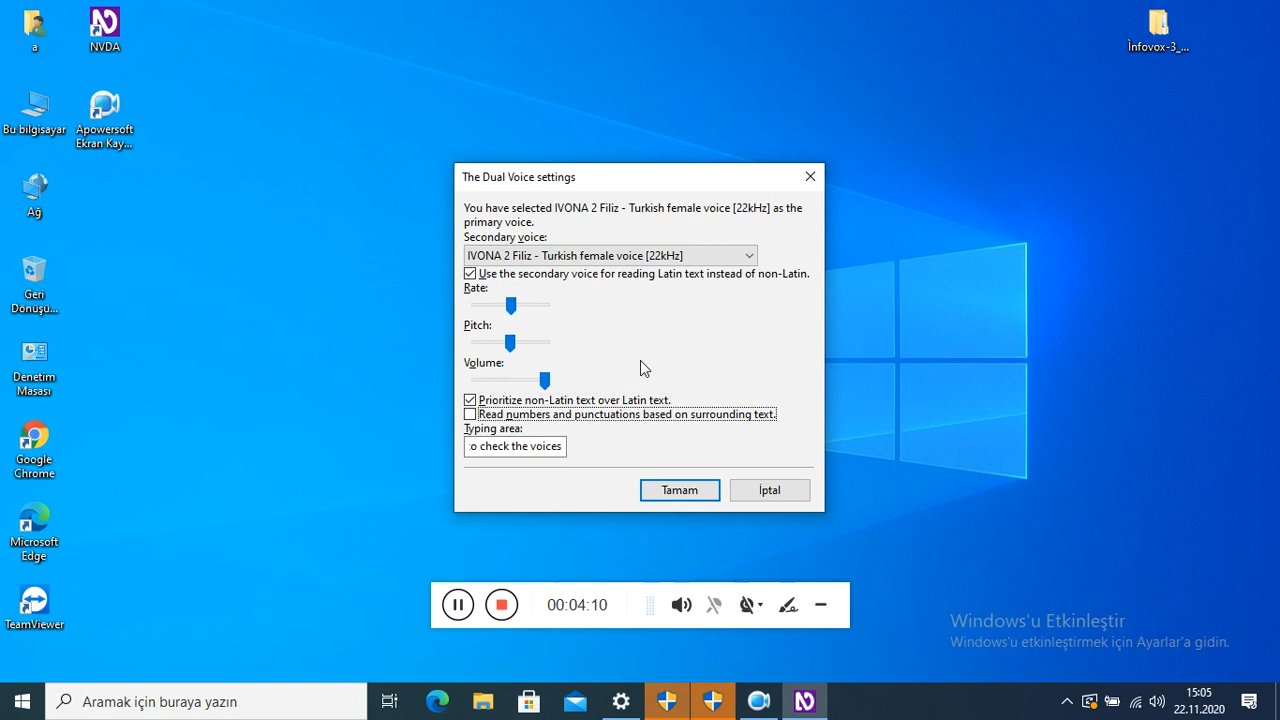 a
NVDA
İnfovox-3_...
Bu bilgisayar
Apowersoft
Ekran Kay...
Ağ
Geri
Dönüşü...
Denetim
Masası
Google
Chrome
Microsoft
Edge
TeamViewer
The Dual Voice settings
You have selected IVONA 2 Filiz - Turkish female voice [22kHz] as the
primary voice.
Secondary voice:
IVONA 2 Filiz - Turkish female voice [22kHz]
Use the secondary voice for reading Latin text instead of non-Latin.
Rate:
Pitch:
Volume:
Prioritize non-Latin text over Latin text.
Read numbers and punctuations based on surrounding text.
Typing area:
to check the voices
Tamam
İptal
00:04:10
Windows'u Etkinleştir
Windows'u etkinleştirmek için Ayarlar'a gidin.
Aramak için buraya yazın
15:05
22.11.2020